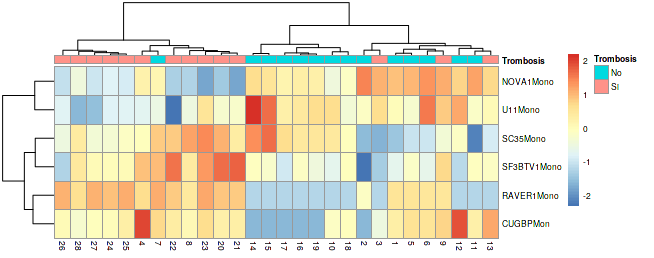 Trombosis
NOVA1Mono
U11Mono
SC35Mono
SF3BTV1Mono
RAVER1Mono
CUGBPMon
26 28 27 24 25 4 7 22 8 23 20 21 14 15 17 16 19 10 18 2 3 1 5 6 9 12 11 13
2
1
0
-1
-2
Trombosis
No
SI